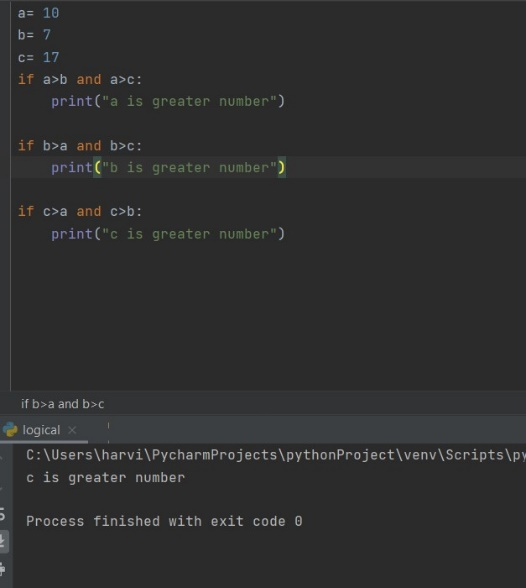 a= 10
b= 7
c= 17
if a>b and a>c:
    print("a is greater number")
if b>a and b>c:
    print("b is greater number")
if c>a and c>b:
    print("c is greater number")
if b>a and b>c
logical
C:\Users\harvi\PycharmProjects\pythonProject\venv\Scripts\py
c is greater number
Process finished with exit code 0